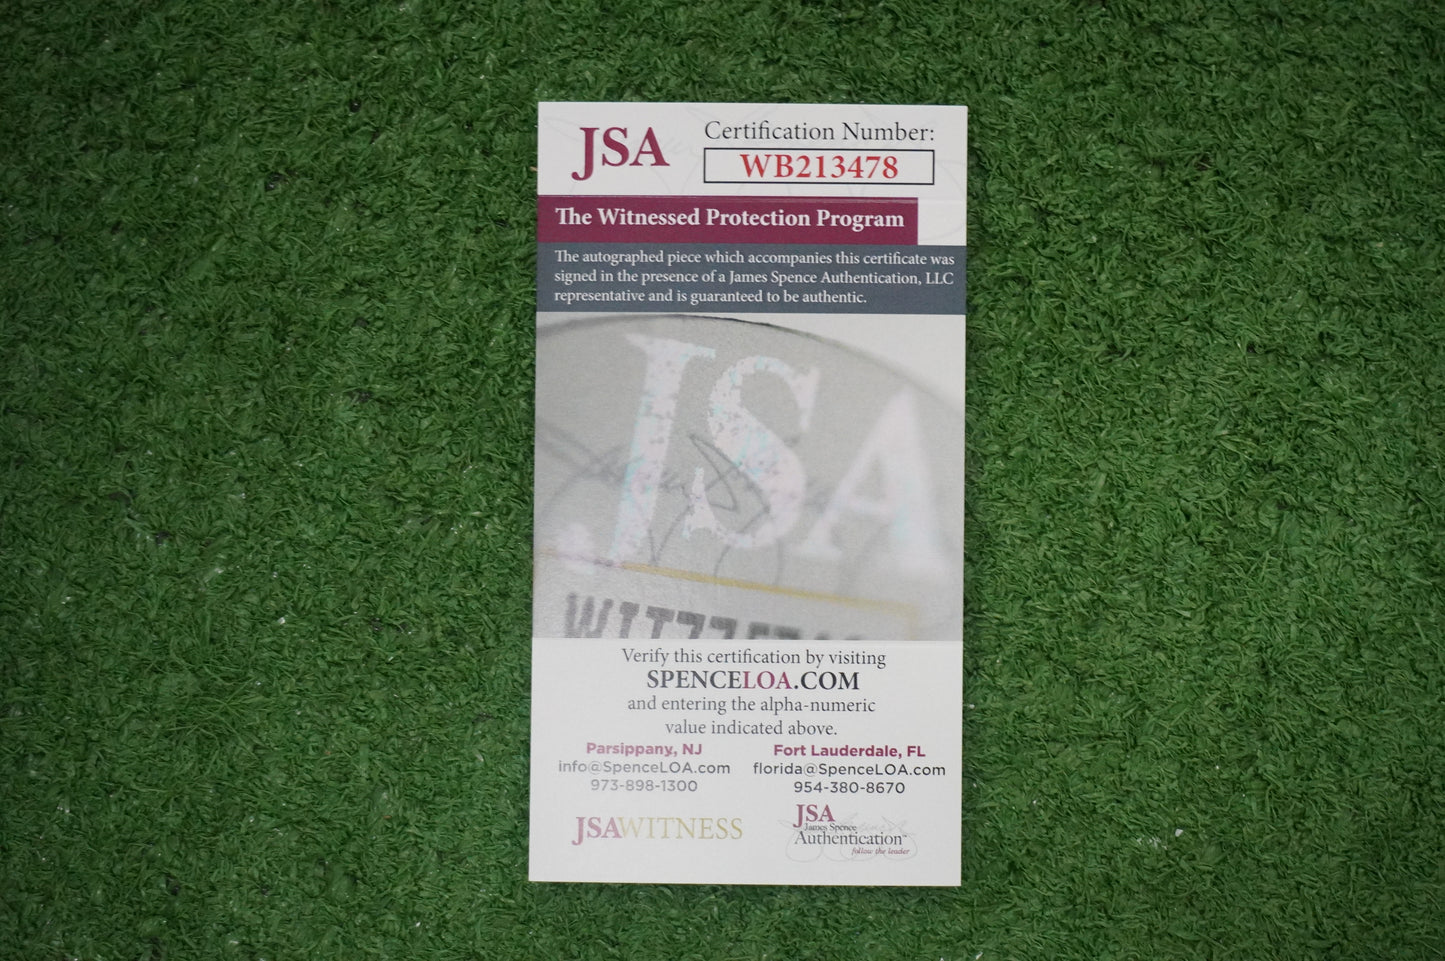 JSA
Certification Number:
WB213478
The Witnessed Protection Program
The autographed piece which accompanies this certificate was
signed in the presence of a James Spence Authentication, LLC
representative and is guaranteed to be authentic.
JSA
Verify this certification by visiting
SPENCELOA.COM
and entering the alpha-numeric
value indicated above.
Parsippany, NJ
info@SpenceLOA.com
973-898-1300
Fort Lauderdale, FL
florida@SpenceLOA.com
954-380-8670
JSAWITNESS
JSA
James Spence
Authentication™
follow the leader